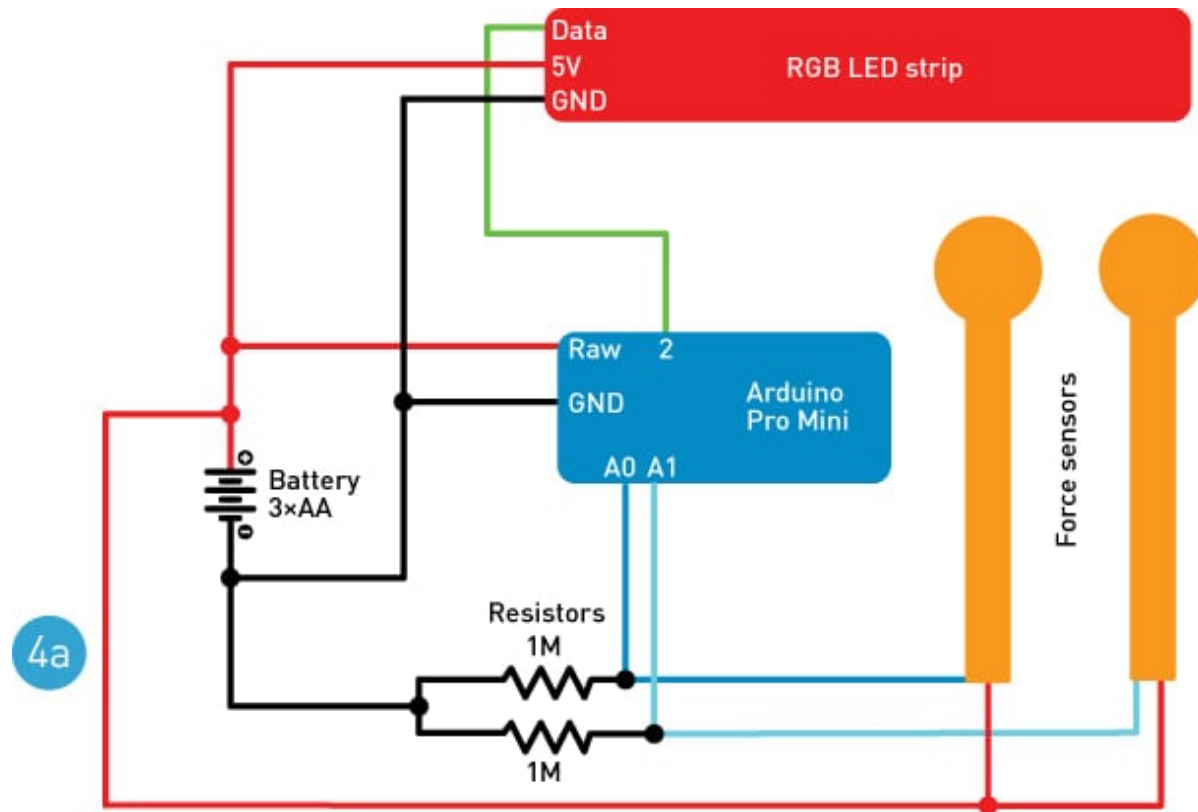 Data
5V
GND
RGB LED strip
Raw
2
GND
Arduino
Pro Mini
A0 A1
Force sensors
Battery
3×AA
4a
Resistors
1M
1M